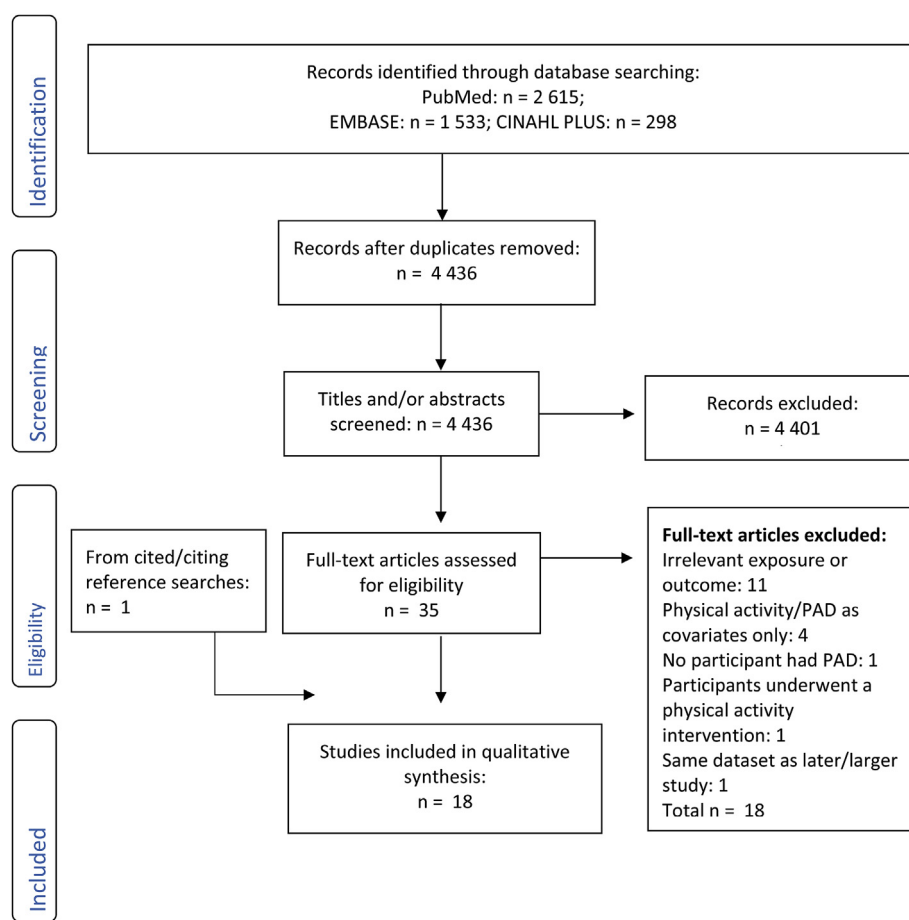 Identification
Records identified through database searching:
PubMed: n = 2 615;
EMBASE: n = 1 533; CINAHL PLUS: n = 298
Records after duplicates removed:
n = 4 436
Screening
Titles and/or abstracts
screened: n = 4 436
Records excluded:
n = 4 401
Eligibility
From cited/citing
reference searches:
n = 1
Full-text articles assessed
for eligibility
n = 35
Full-text articles excluded:
Irrelevant exposure or
outcome: 11
Physical activity/PAD as
covariates only: 4
No participant had PAD: 1
Participants underwent a
physical activity
intervention: 1
Same dataset as later/larger
study: 1
Total n = 18
Included
Studies included in qualitative
synthesis:
n = 18